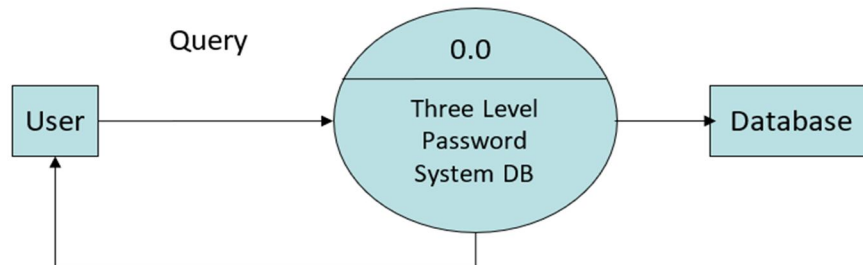 Query
0.0
User
Three Level
Password
System DB
Database